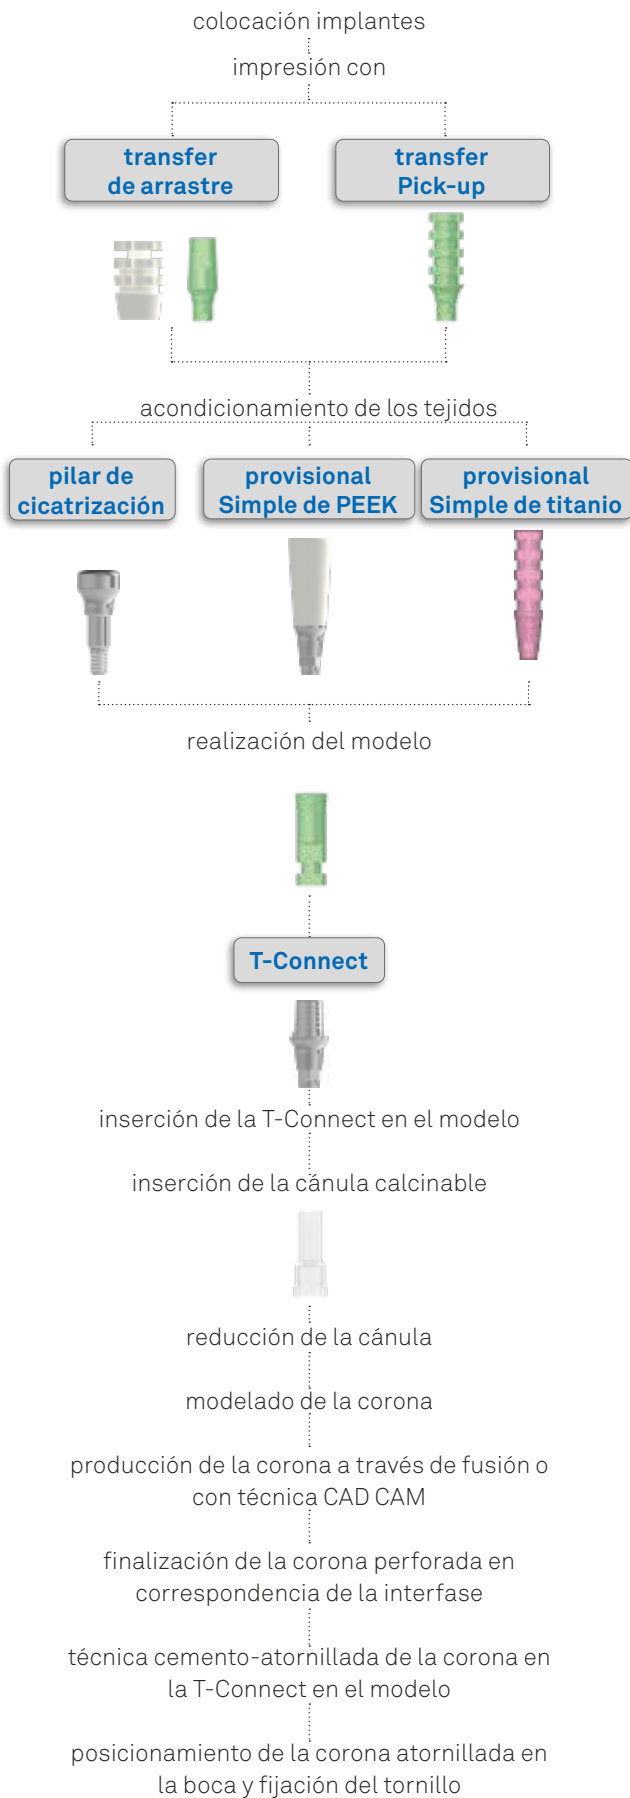 colocación implantes
impresión con
transfer
de arrastre
transfer
Pick-up
acondicionamiento de los tejidos
pilar de
cicatrización
provisional
Simple de PEEK
provisional
Simple de titanio
realización del modelo
T-Connect
inserción de la T-Connect en el modelo
inserción de la cánula calcinable
reducción de la cánula
modelado de la corona
producción de la corona a través de fusión o
con técnica CAD CAM
finalización de la corona perforada en
correspondencia de la interfase
técnica cemento-atornillada de la corona en
la T-Connect en el modelo
posicionamiento de la corona atornillada en
la boca y fijación del tornillo